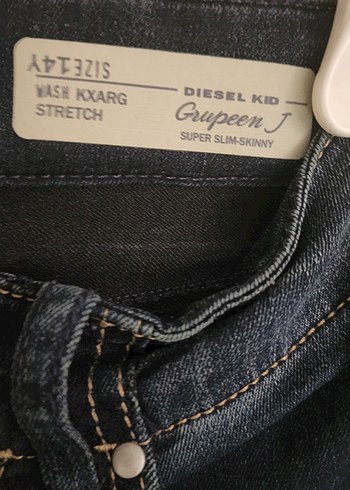 SIZE14Y
WASH KXARG
STRETCH
DIESEL KID
Grupeen J
SUPER SLIM-SKINNY